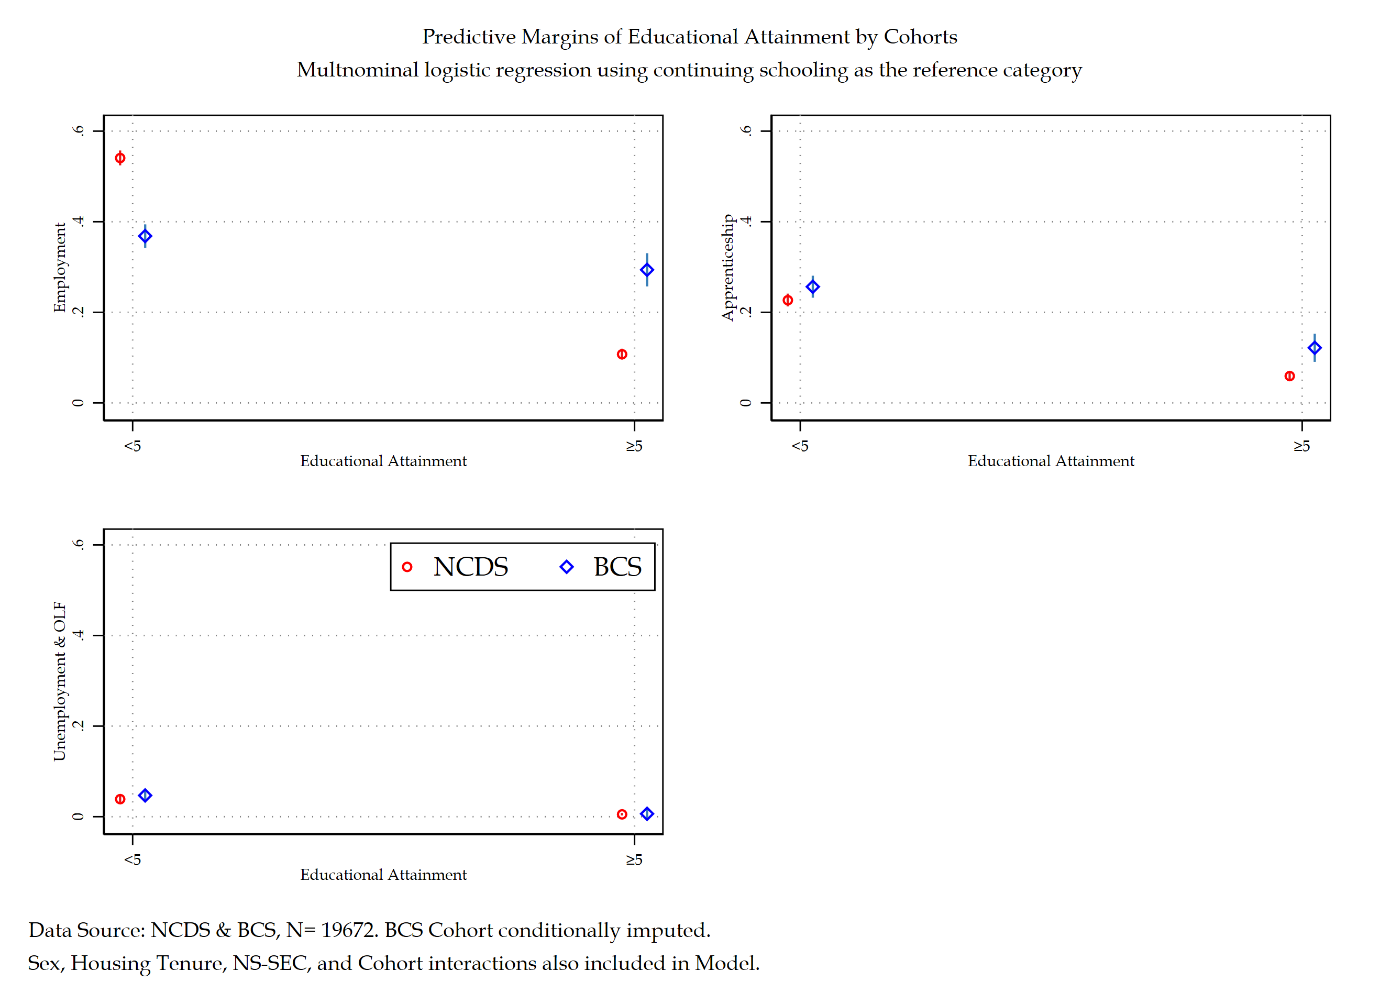 Predictive Margins of Educational Attainment by Cohorts
Multnominal logistic regression using continuing schooling as the reference category
Employment
.6
.4
.2
0
<5
≥5
Educational Attainment
Apprenticeship
.6
.4
.2
0
<5
≥5
Educational Attainment
Unemployment & OLF
.6
.4
.2
0
NCDS BCS
<5
≥5
Educational Attainment
Data Source: NCDS & BCS, N= 19672. BCS Cohort conditionally imputed.
Sex, Housing Tenure, NS-SEC, and Cohort interactions also included in Model.